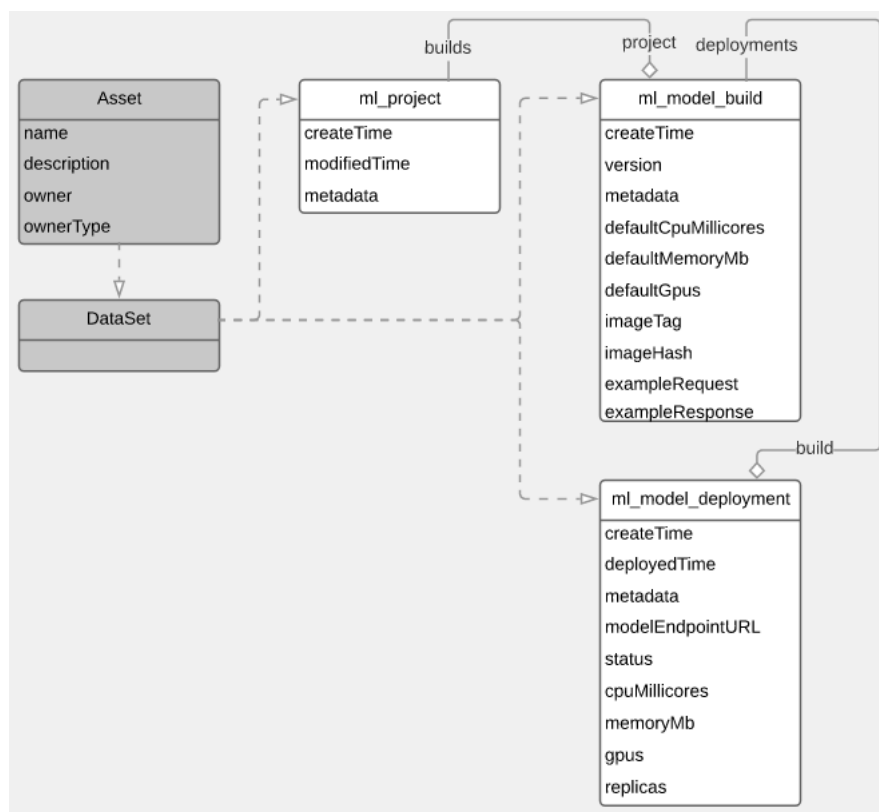 builds
project
deployments
Asset
name
description
owner
ownerType
DataSet
ml_project
createTime
modifiedTime
metadata
ml_model_build
createTime
version
metadata
defaultCpuMillicores
defaultMemoryMb
defaultGpus
imageTag
imageHash
exampleRequest
exampleResponse
build
ml_model_deployment
createTime
deployedTime
metadata
modelEndpointURL
status
cpuMillicores
memoryMb
gpus
replicas